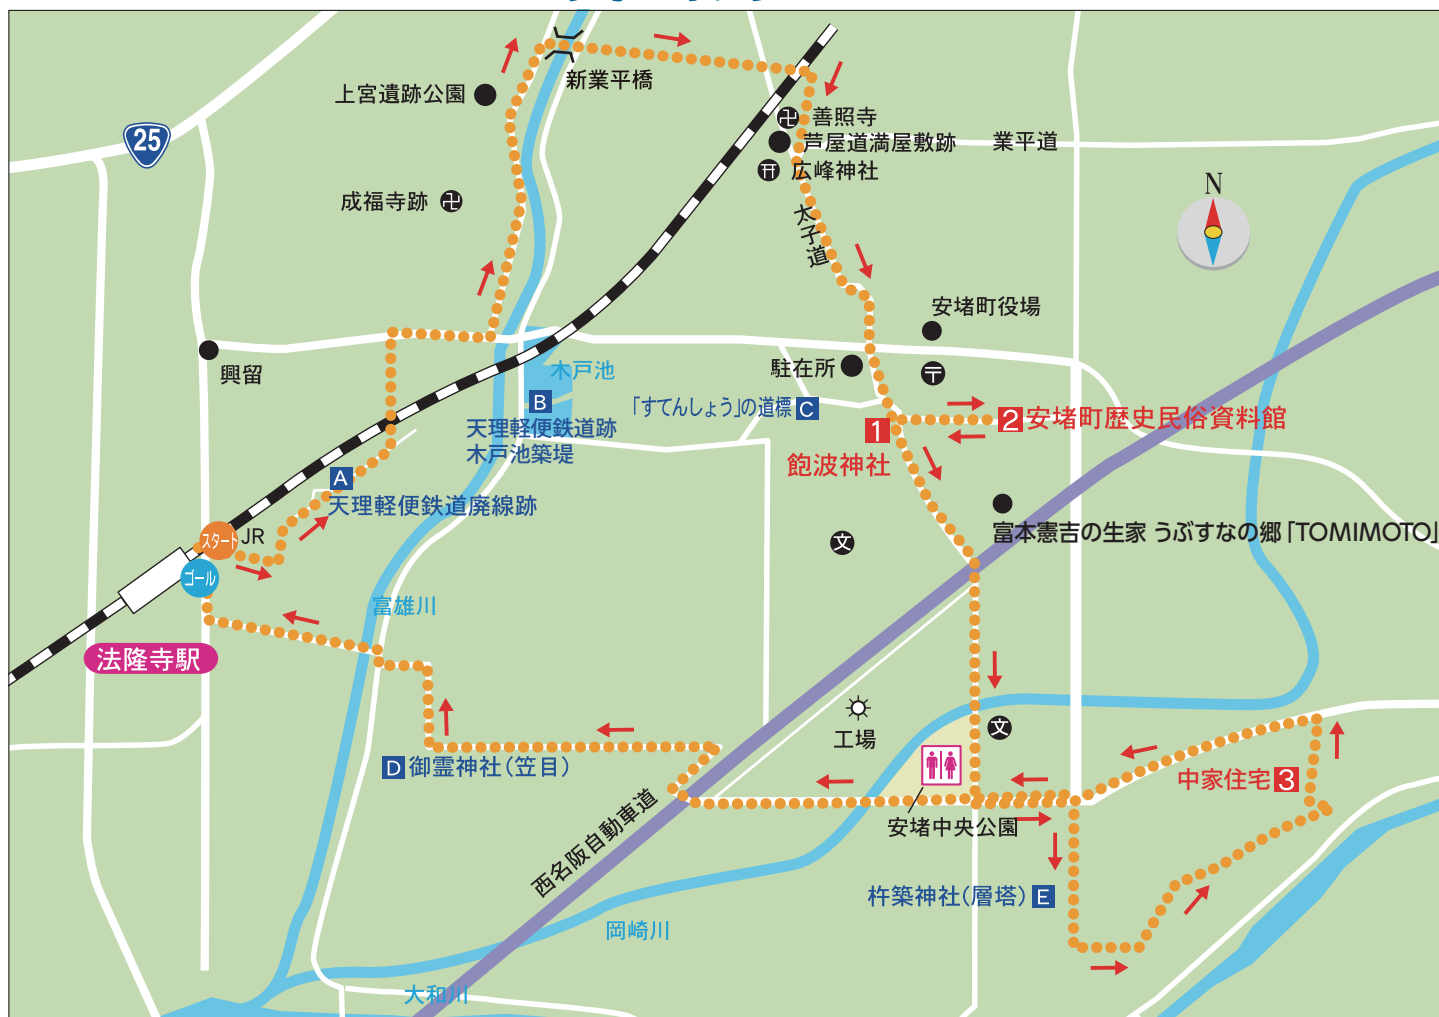 新業平橋
上宮遺跡公園
25
善照寺
芦屋道満屋敷跡
業平道
広峰神社
成福寺跡
太子道
N
安堵町役場
駐在所
興留
木戸池
「すてんしょう」の道標 C
B
天理軽便鉄道跡
木戸池築堤
1
飽波神社
2 安堵町歴史民俗資料館
A
天理軽便鉄道廃線跡
スタート
JR
ゴール
文
富本憲吉の生家 うぶすなの郷「TOMIMOTO」
富雄川
法隆寺駅
工場
文
D 御霊神社(笠目)
中家住宅 3
西名阪自動車道
安堵中央公園
杵築神社(層塔) E
岡崎川
大和川